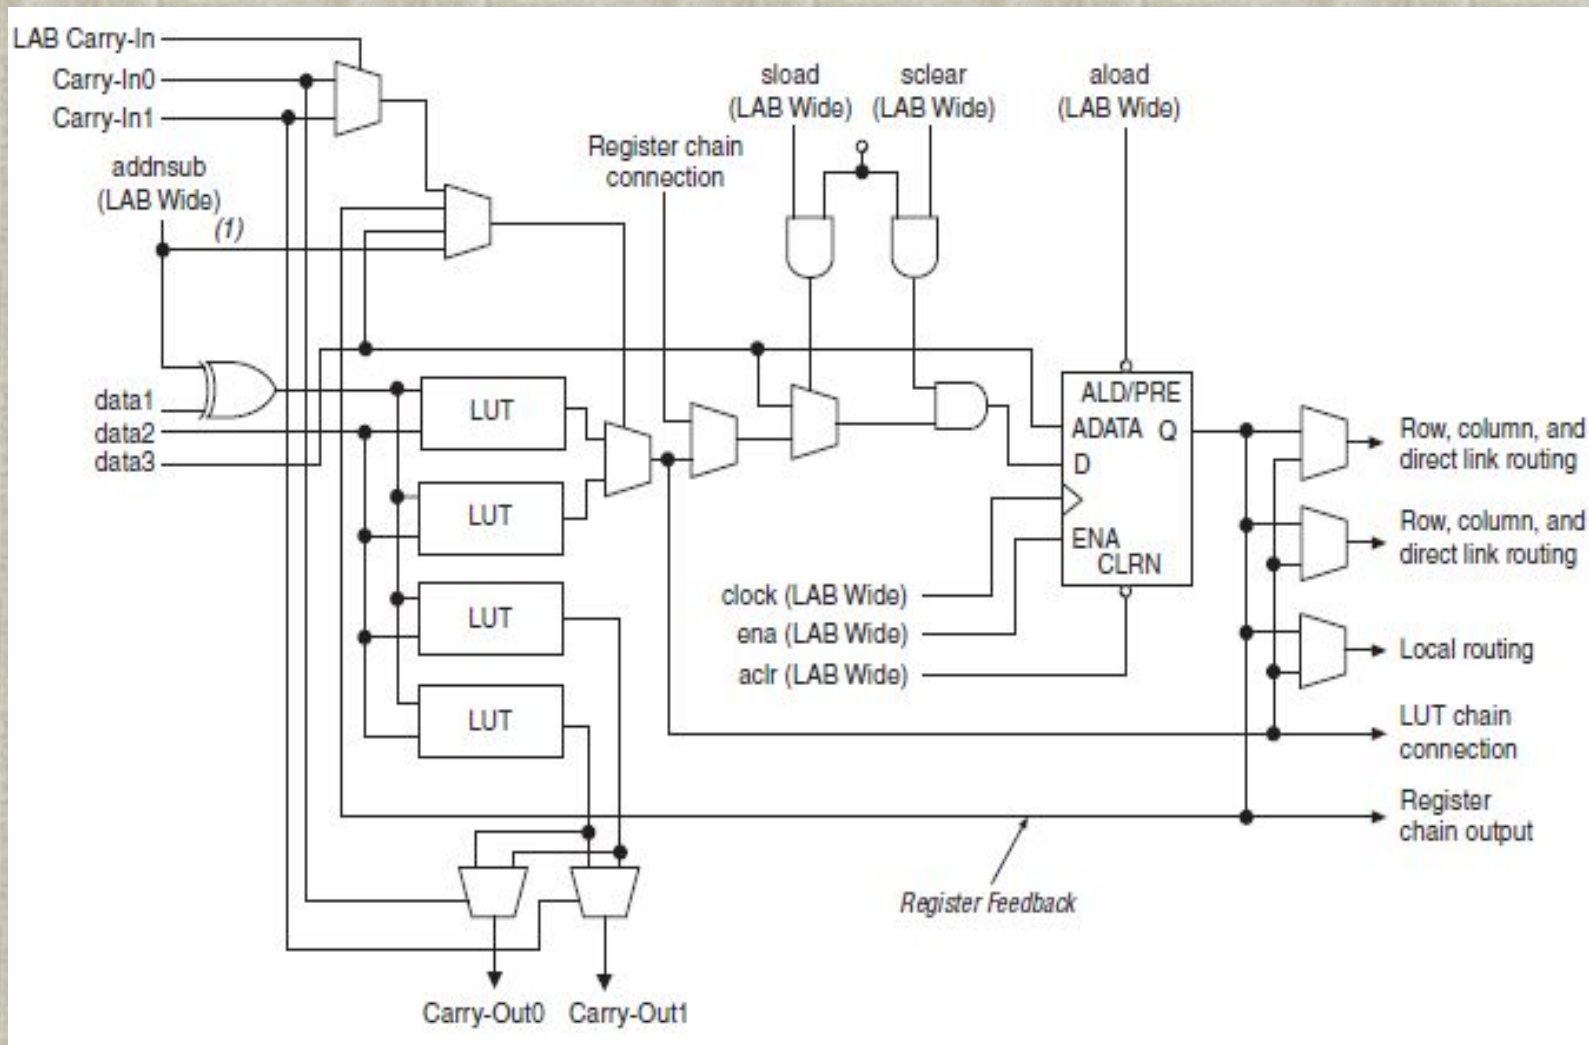 LAB Carry-In
Carry-In0
Carry-In1
addnsub
(LAB Wide)
(1)
data1
data2
data3
Register chain
connection
sload
(LAB Wide)
sclear
(LAB Wide)
aload
(LAB Wide)
LUT
LUT
LUT
LUT
ALD/PRE
ADATA Q
D
ENA
CLRN
clock (LAB Wide)
ena (LAB Wide)
aclr (LAB Wide)
Row, column, and
direct link routing
Row, column, and
direct link routing
Local routing
LUT chain
connection
Register
chain output
Register Feedback
Carry-Out0
Carry-Out1